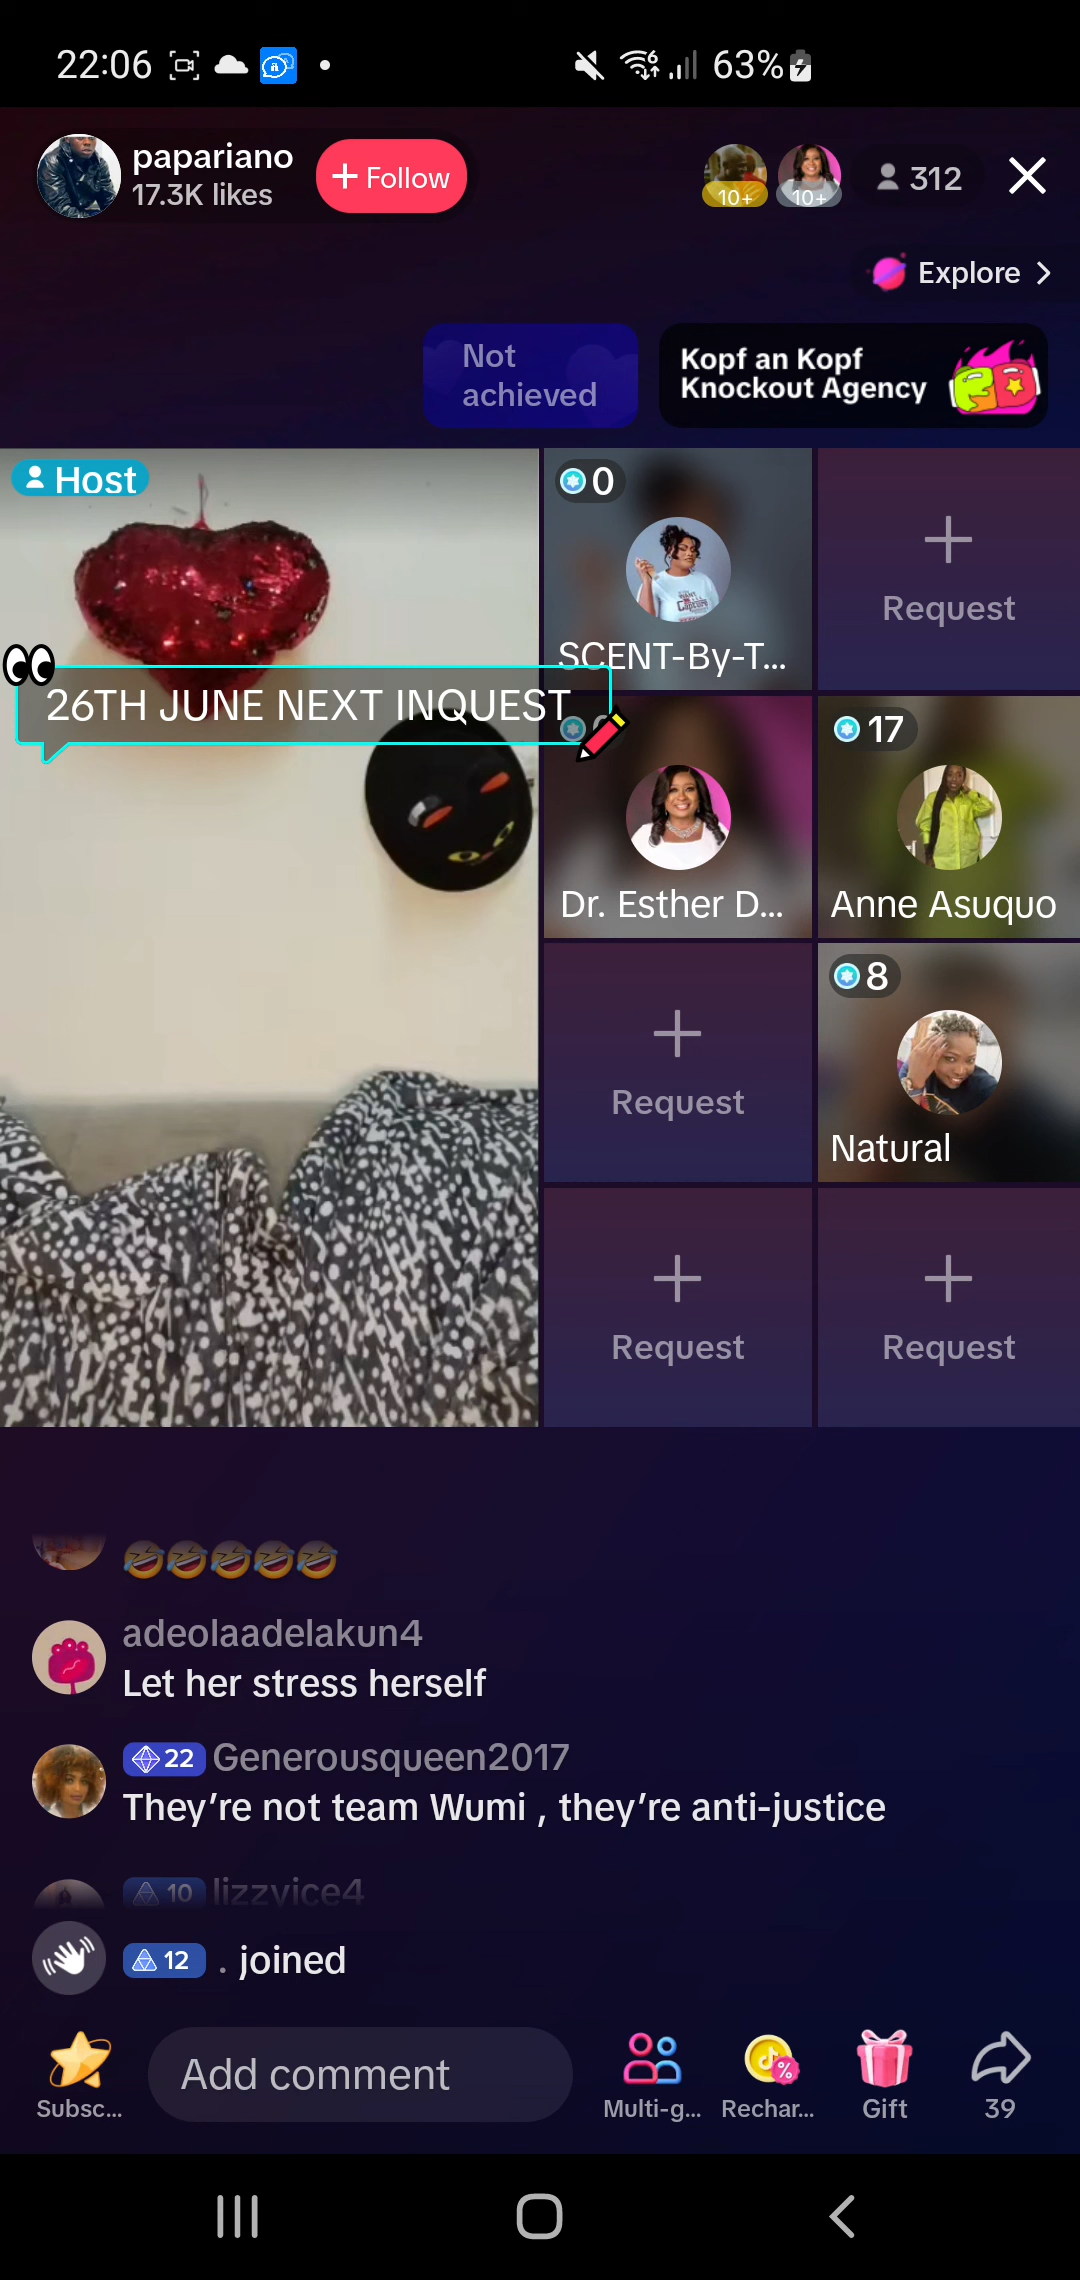 22:06
63%
papariano
17.3K likes
+ Follow
10+
10+
312
Explore
Not
achieved
Kopf an Kopf
Knockout Agency
Host
0
SCENT-By-T...
Request
26TH JUNE NEXT INQUEST
Dr. Esther D...
17
Anne Asuquo
Request
8
Natural
Request
Request
adeolaadelakun4
Let her stress herself
22 Generousqueen2017
They’re not team Wumi , they’re anti-justice
10 lizzyice4
12 . joined
Subsc...
Add comment
Multi-g...
Rechar...
Gift
39